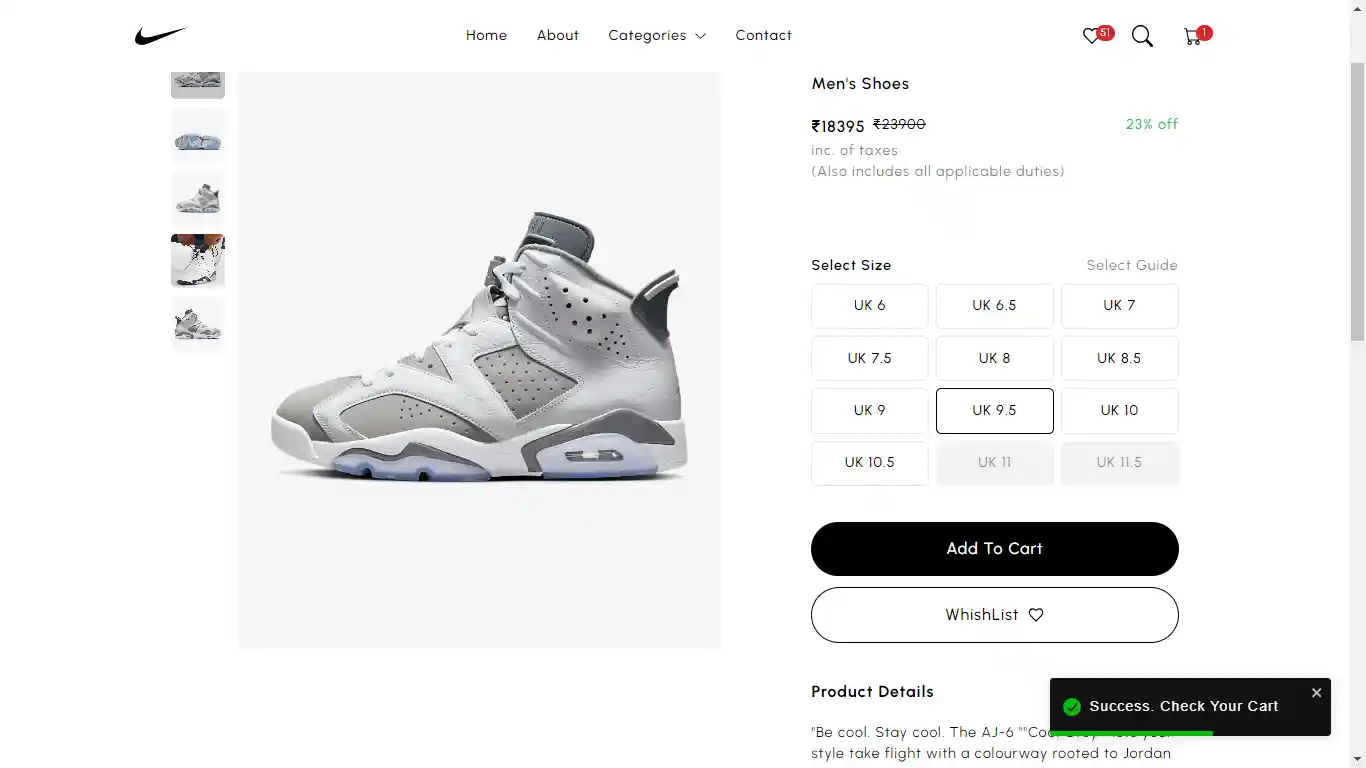 Home About Categories Contact
51
1
Men's Shoes
₹18395 ₹23900 23% off
inc. of taxes
(Also includes all applicable duties)
Select Size Select Guide
UK 6 UK 6.5 UK 7
UK 7.5 UK 8 UK 8.5
UK 9 UK 9.5 UK 10
UK 10.5 UK 11 UK 11.5
Add To Cart
WhishList
Product Details
Success. Check Your Cart
"Be cool. Stay cool. The AJ-6 ""Coo
style take flight with a colourway rooted to Jordan